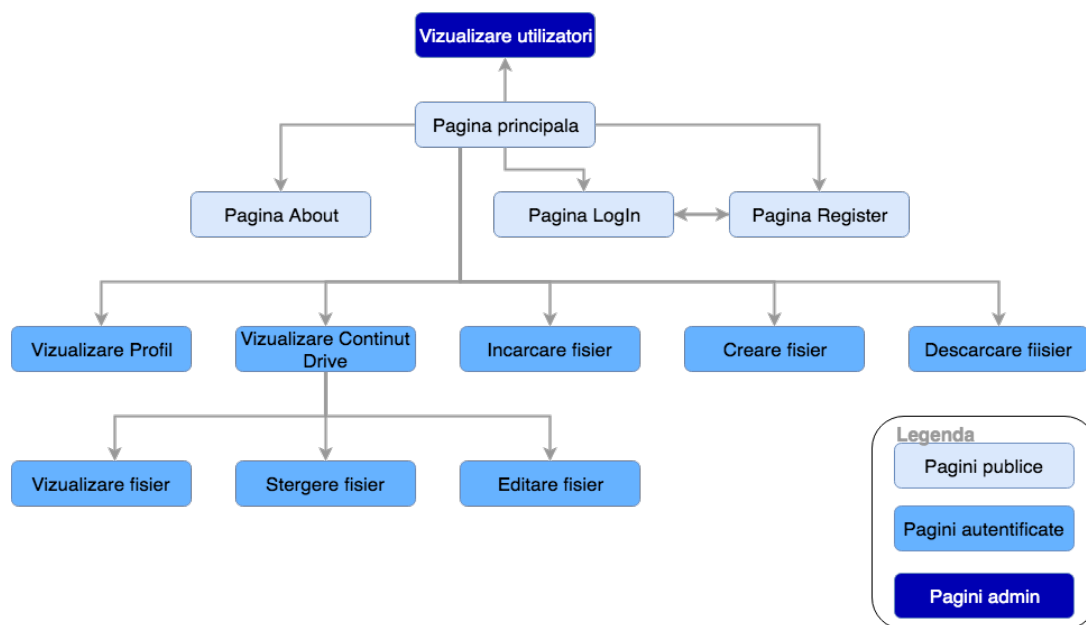 Vizualizare utilizatori
Pagina principala
Pagina About
Pagina LogIn
Pagina Register
Vizualizare Profil
Vizualizare Continut
Drive
Incarcare fisier
Creare fisier
Descarcare fiisier
Vizualizare fisier
Stergere fisier
Editare fisier
Legenda
Pagini publice
Pagini autentificate
Pagini admin